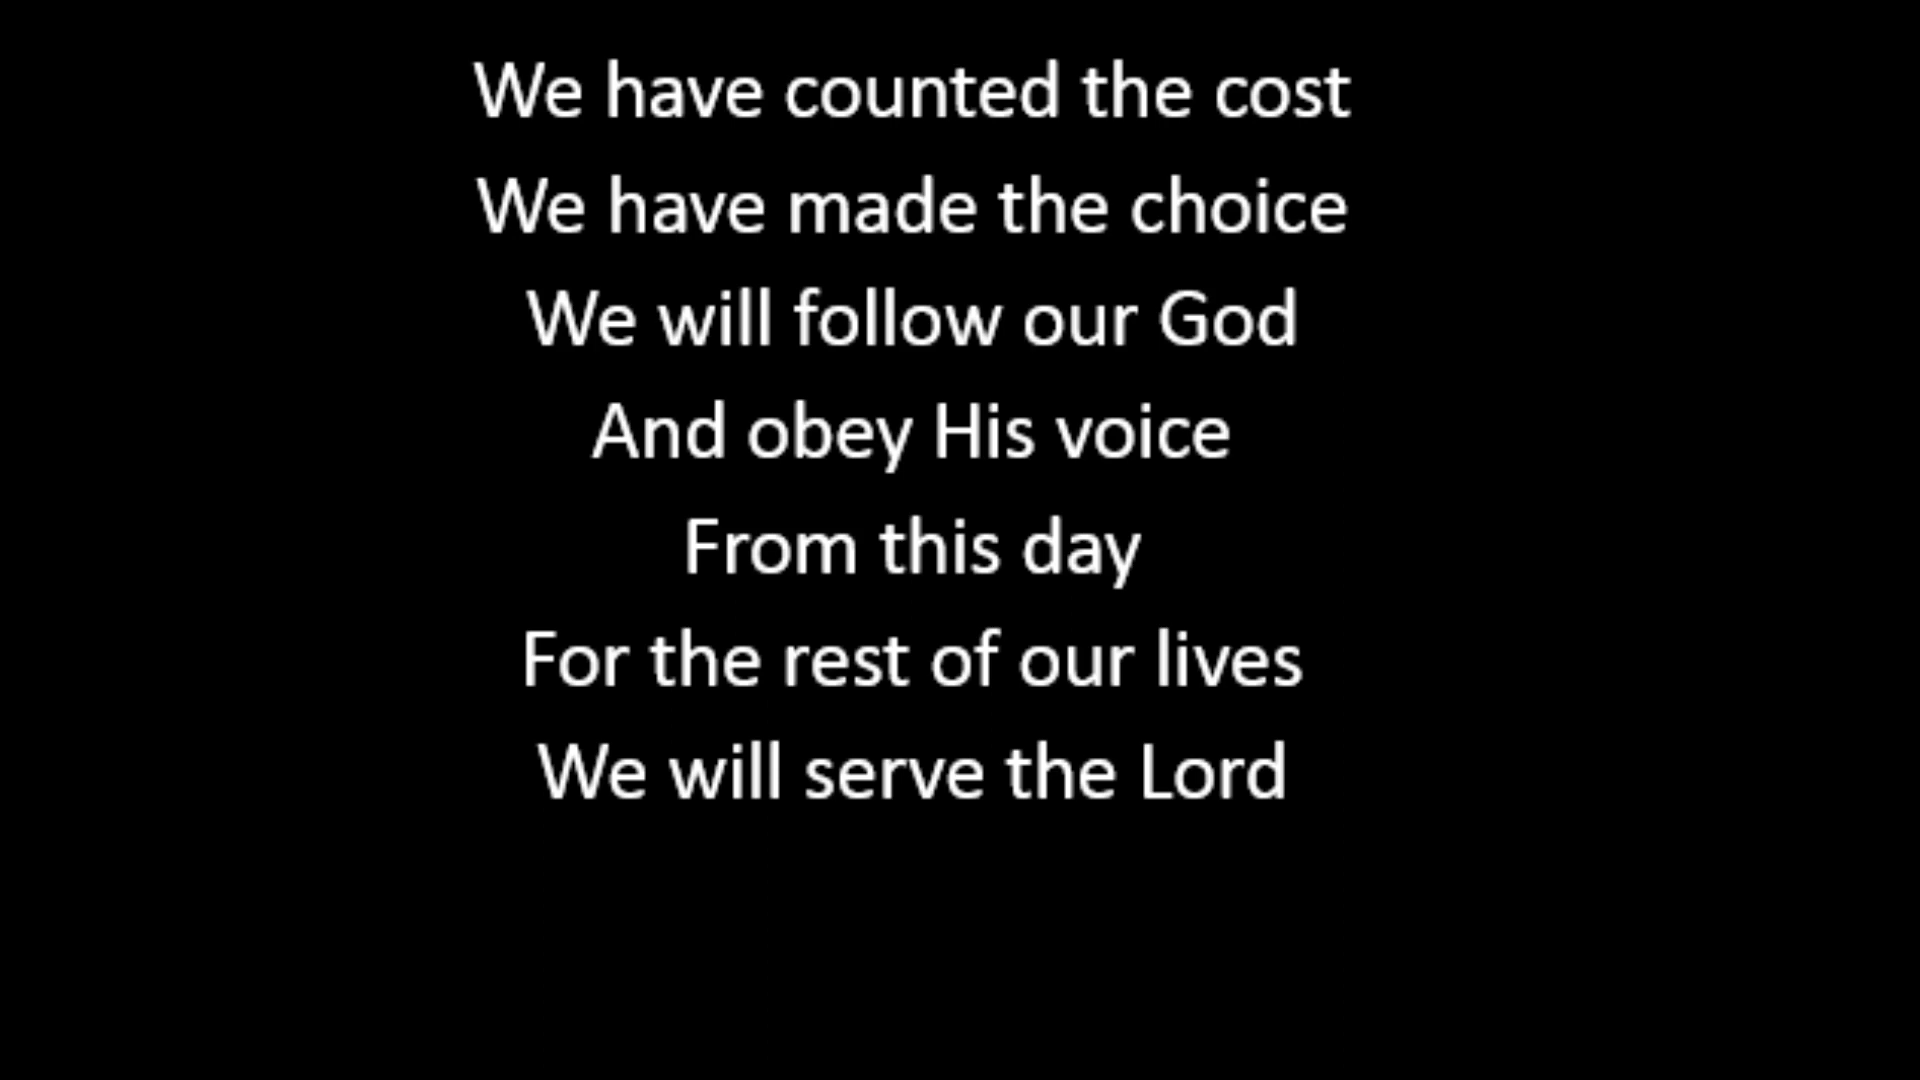 We have counted the cost
We have made the choice
We will follow our God
And obey His voice
From this day
For the rest of our lives
We will serve the Lord